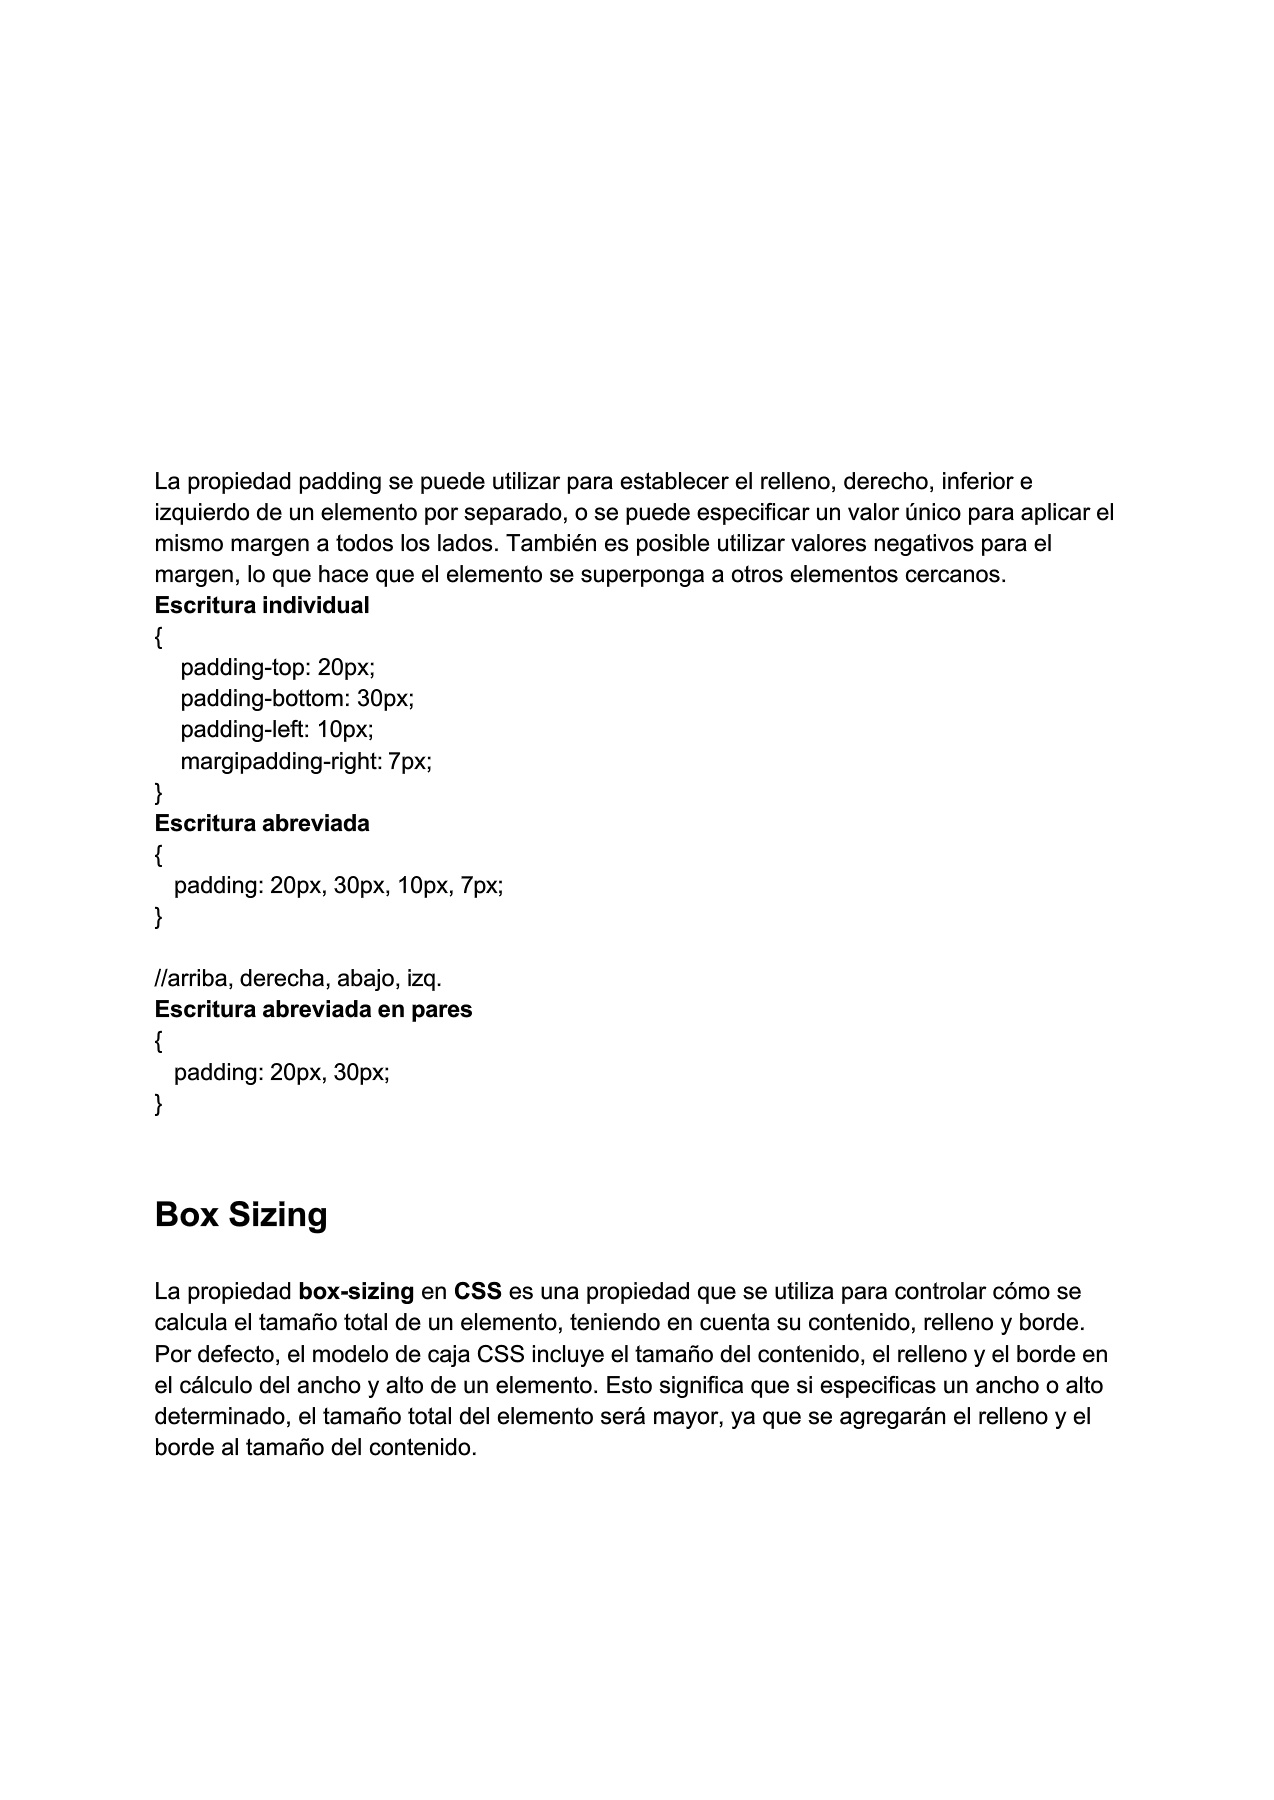 La propiedad padding se puede utilizar para establecer el relleno, derecho, inferior e
izquierdo de un elemento por separado, o se puede especificar un valor único para aplicar el
mismo margen a todos los lados. También es posible utilizar valores negativos para el
margen, lo que hace que el elemento se superponga a otros elementos cercanos.
Escritura individual
{
padding-top: 20px;
padding-bottom: 30px;
padding-left: 10px;
margipadding-right: 7px;
}
Escritura abreviada
{
padding: 20px, 30px, 10px, 7px;
}
//arriba, derecha, abajo, izq.
Escritura abreviada en pares
{
padding: 20px, 30px;
}
Box Sizing
La propiedad box-sizing en CSS es una propiedad que se utiliza para controlar cómo se
calcula el tamaño total de un elemento, teniendo en cuenta su contenido, relleno y borde.
Por defecto, el modelo de caja CSS incluye el tamaño del contenido, el relleno y el borde en
el cálculo del ancho y alto de un elemento. Esto significa que si especificas un ancho o alto
determinado, el tamaño total del elemento será mayor, ya que se agregarán el relleno y el
borde al tamaño del contenido.